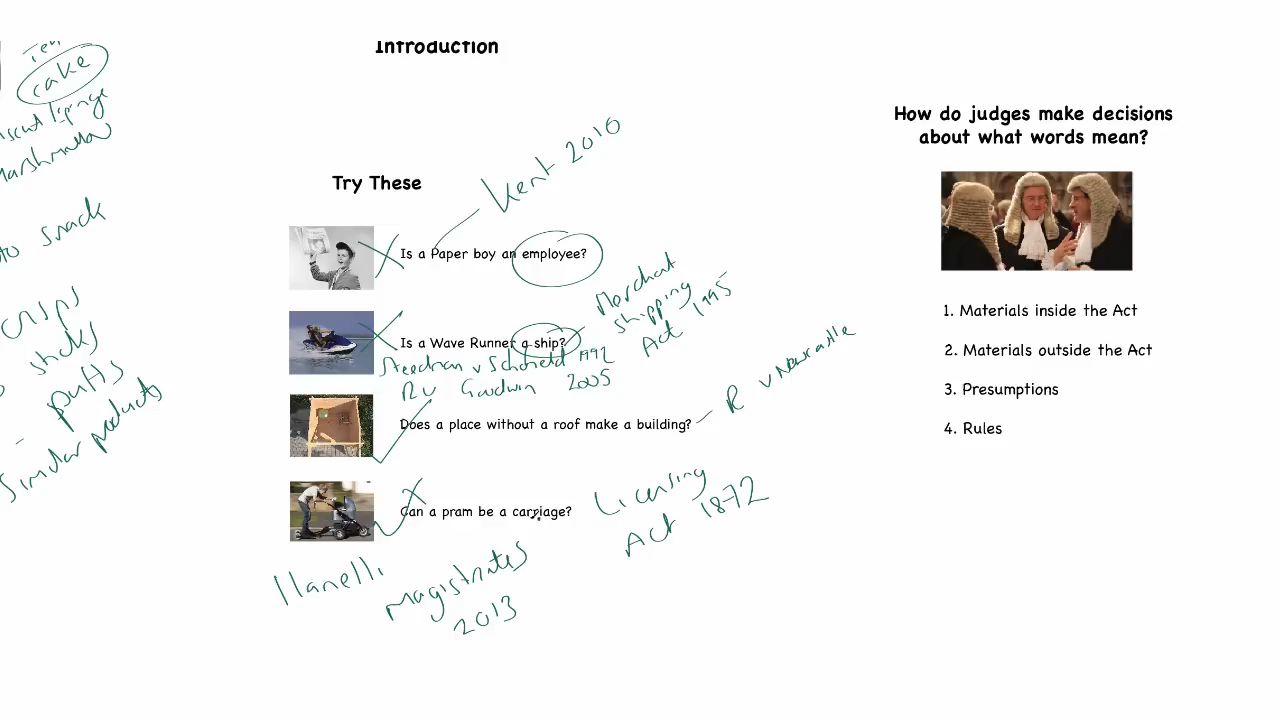 Introduction
cake
Marshmallow
snack
crisps
sticks
puffs
Similar products
Try These
Kent 2010
Is a Paper boy an employee?
Is a Wave Runner a ship?
Merchant
shipping
Act 1995
Steedman v Schofield 1992
R v Goodwin 2005
Does a place without a roof make a building?
R v Newcastle
Can a pram be a carriage?
Licensing
Act 1872
llanelli
Magistrates
2013
How do judges make decisions
about what words mean?
1. Materials inside the Act
2. Materials outside the Act
3. Presumptions
4. Rules